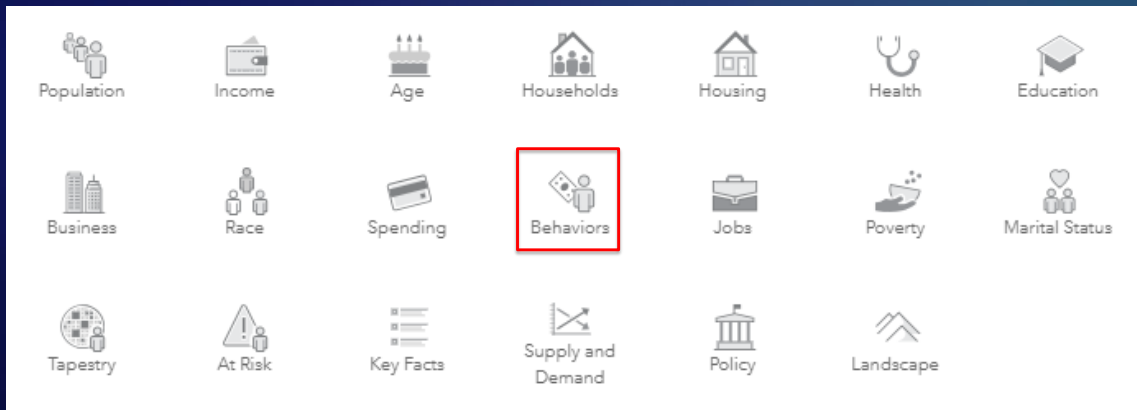 Population
Income
Age
Households
Housing
Health
Education
Business
Race
Spending
Behaviors
Jobs
Poverty
Marital Status
Tapestry
At Risk
Key Facts
Supply and
Demand
Policy
Landscape